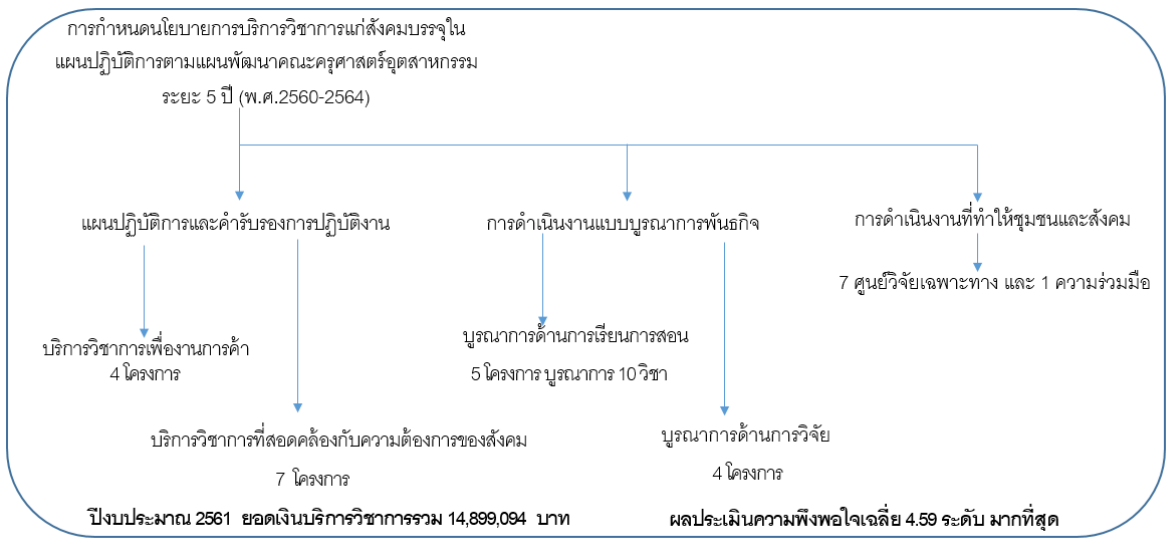 การกำหนดนโยบายการบริการวิชาการแก่สังคมบรรจุใน
แผนปฏิบัติการตามแผนพัฒนาคณะครุศาสตร์อุตสาหกรรม
ระยะ 5 ปี (พ.ศ.2560-2564)
แผนปฏิบัติการและคำรับรองการปฏิบัติงาน
การดำเนินงานแบบบูรณาการพันธกิจ
การดำเนินงานที่ทำให้ชุมชนและสังคม
7 ศูนย์วิจัยเฉพาะทาง และ 1 ความร่วมมือ
บริการวิชาการเพื่องานการค้า
4 โครงการ
บูรณาการด้านการเรียนการสอน
5 โครงการ บูรณาการ 10 วิชา
บริการวิชาการที่สอดคล้องกับความต้องการของสังคม
7 โครงการ
บูรณาการด้านการวิจัย
4 โครงการ
ปีงบประมาณ 2561 ยอดเงินบริการวิชาการรวม 14,899,094 บาท
ผลประเมินความพึงพอใจเฉลี่ย 4.59 ระดับ มากที่สุด